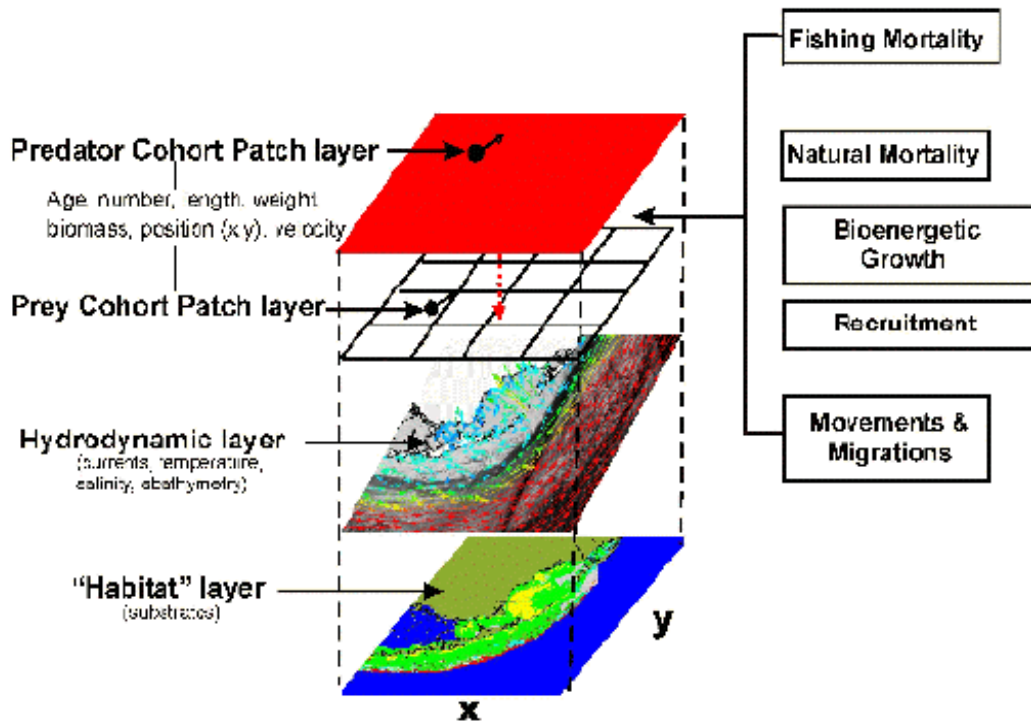 Fishing Mortality
Predator Cohort Patch layer
Natural Mortality
Age, number, length, weight
biomass, position (x,y), velocity
Bioenergetic
Growth
Prey Cohort Patch layer
Recruitment
Hydrodynamic layer
(currents, temperature,
salinity, abathymetry)
Movements &
Migrations
"Habitat" layer
(substrates)
y
x